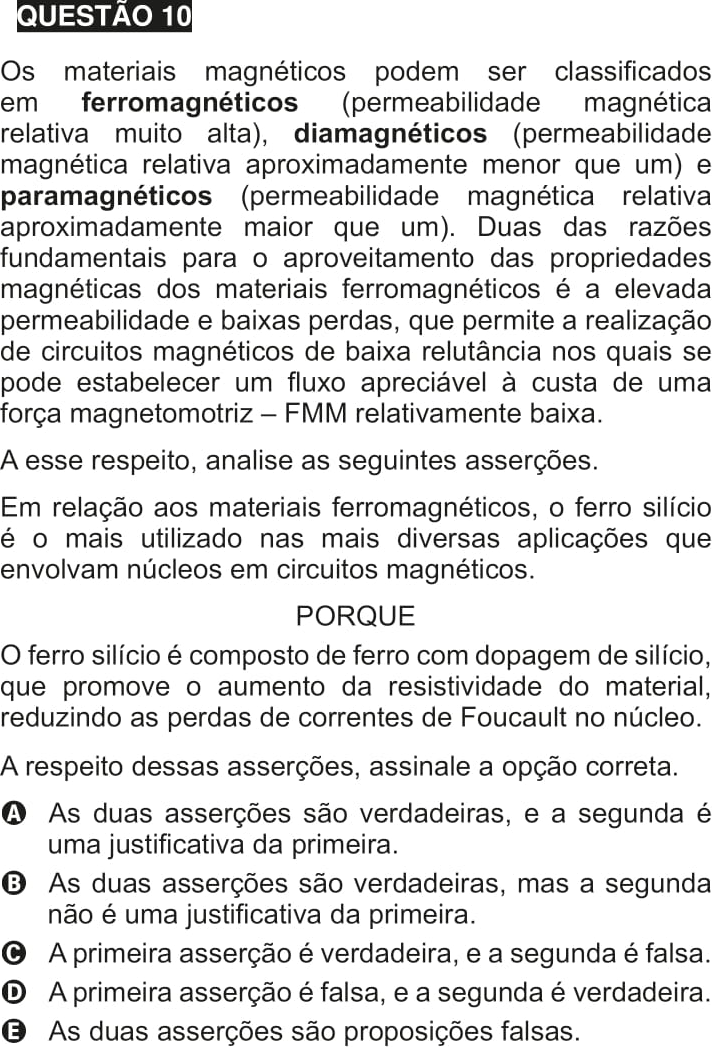 QUESTÃO 10
Os materiais magnéticos podem ser classificados
em ferromagnéticos (permeabilidade magnética
relativa muito alta), diamagnéticos (permeabilidade
magnética relativa aproximadamente menor que um) e
paramagnéticos (permeabilidade magnética relativa
aproximadamente maior que um). Duas das razões
fundamentais para o aproveitamento das propriedades
magnéticas dos materiais ferromagnéticos é a elevada
permeabilidade e baixas perdas, que permite a realização
de circuitos magnéticos de baixa relutância nos quais se
pode estabelecer um fluxo apreciável à custa de uma
força magnetomotriz – FMM relativamente baixa.
A esse respeito, analise as seguintes asserções.
Em relação aos materiais ferromagnéticos, o ferro silício
é o mais utilizado nas mais diversas aplicações que
envolvam núcleos em circuitos magnéticos.
PORQUE
O ferro silício é composto de ferro com dopagem de silício,
que promove o aumento da resistividade do material,
reduzindo as perdas de correntes de Foucault no núcleo.
A respeito dessas asserções, assinale a opção correta.
A As duas asserções são verdadeiras, e a segunda é
uma justificativa da primeira.
B As duas asserções são verdadeiras, mas a segunda
não é uma justificativa da primeira.
C A primeira asserção é verdadeira, e a segunda é falsa.
D A primeira asserção é falsa, e a segunda é verdadeira.
E As duas asserções são proposições falsas.